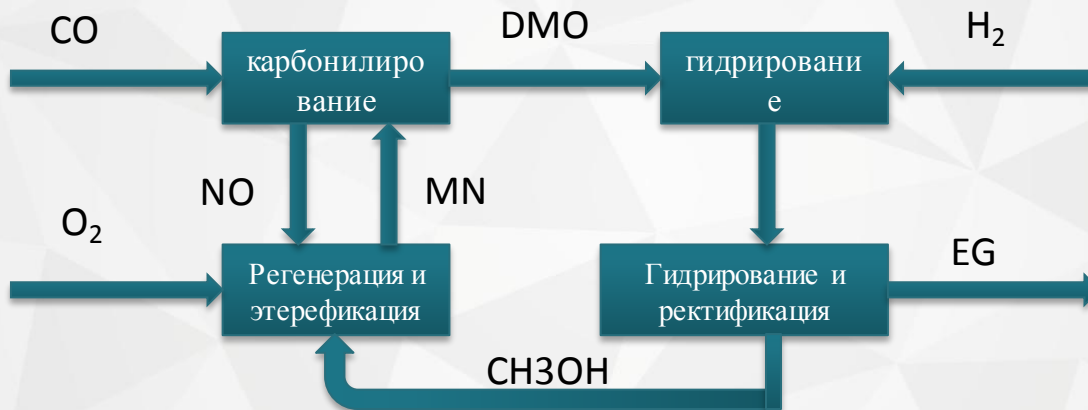 CO
DMO
H₂
карбонилиро
вание
гидрировани
е
NO
MN
O₂
Регенерация и
этерефикация
Гидрирование и
ректификация
EG
CH3OH